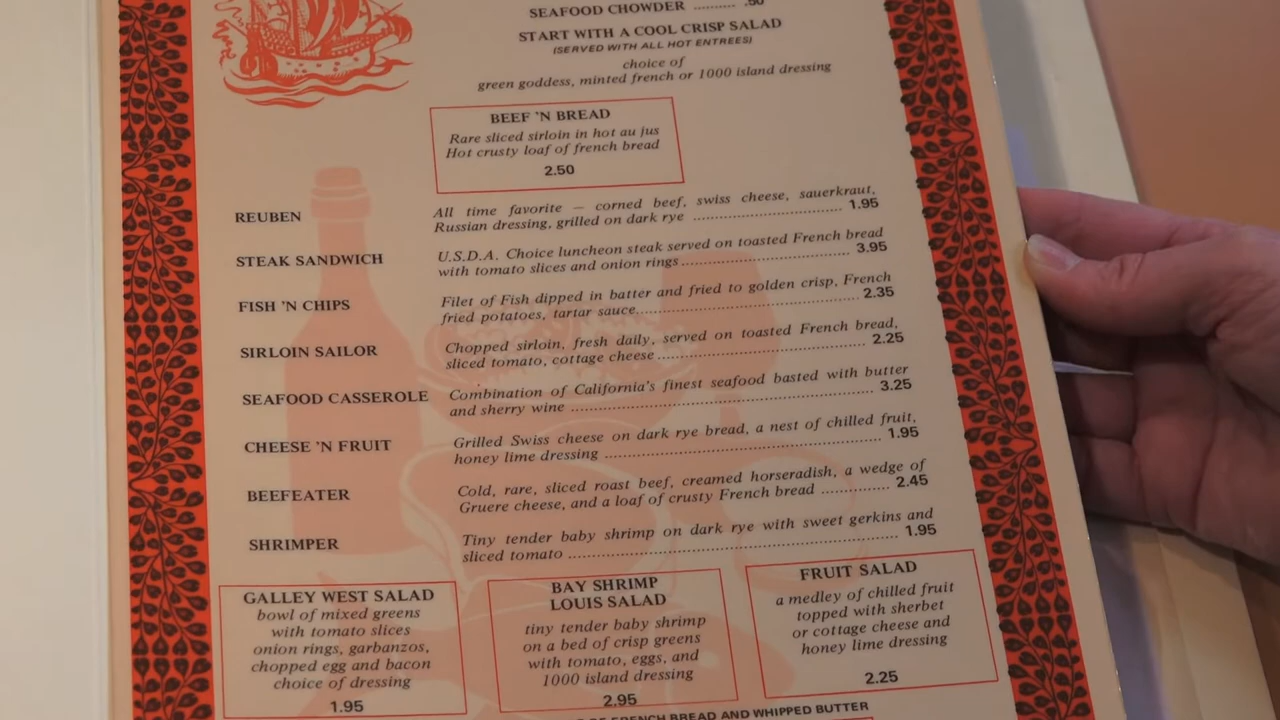 SEAFOOD CHOWDER ......... .50
START WITH A COOL CRISP SALAD
(SERVED WITH ALL HOT ENTREES)
choice of
green goddess, minted french or 1000 island dressing
BEEF 'N BREAD
Rare sliced sirloin in hot au jus
Hot crusty loaf of french bread
2.50
REUBEN
All time favorite — corned beef, swiss cheese, sauerkraut,
Russian dressing, grilled on dark rye ........ 1.95
STEAK SANDWICH
U.S.D.A. Choice luncheon steak served on toasted French bread
with tomato slices and onion rings ........ 3.95
FISH 'N CHIPS
Filet of Fish dipped in batter and fried to golden crisp, French
fried potatoes, tartar sauce ........ 2.35
SIRLOIN SAILOR
Chopped sirloin, fresh daily, served on toasted French bread,
sliced tomato, cottage cheese ........ 2.25
SEAFOOD CASSEROLE
Combination of California's finest seafood basted with butter
and sherry wine ........ 3.25
CHEESE 'N FRUIT
Grilled Swiss cheese on dark rye bread, a nest of chilled fruit,
honey lime dressing ........ 1.95
BEEFEATER
Cold, rare, sliced roast beef, creamed horseradish, a wedge of
Gruere cheese, and a loaf of crusty French bread ........ 2.45
SHRIMPER
Tiny tender baby shrimp on dark rye with sweet gerkins and
sliced tomato ........ 1.95
GALLEY WEST SALAD
bowl of mixed greens
with tomato slices
onion rings, garbanzos,
chopped egg and bacon
choice of dressing
1.95
BAY SHRIMP
LOUIS SALAD
tiny tender baby shrimp
on a bed of crisp greens
with tomato, eggs, and
1000 island dressing
2.95
FRUIT SALAD
a medley of chilled fruit
topped with sherbet
or cottage cheese and
honey lime dressing
2.25
OF FRENCH BREAD AND WHIPPED BUTTER